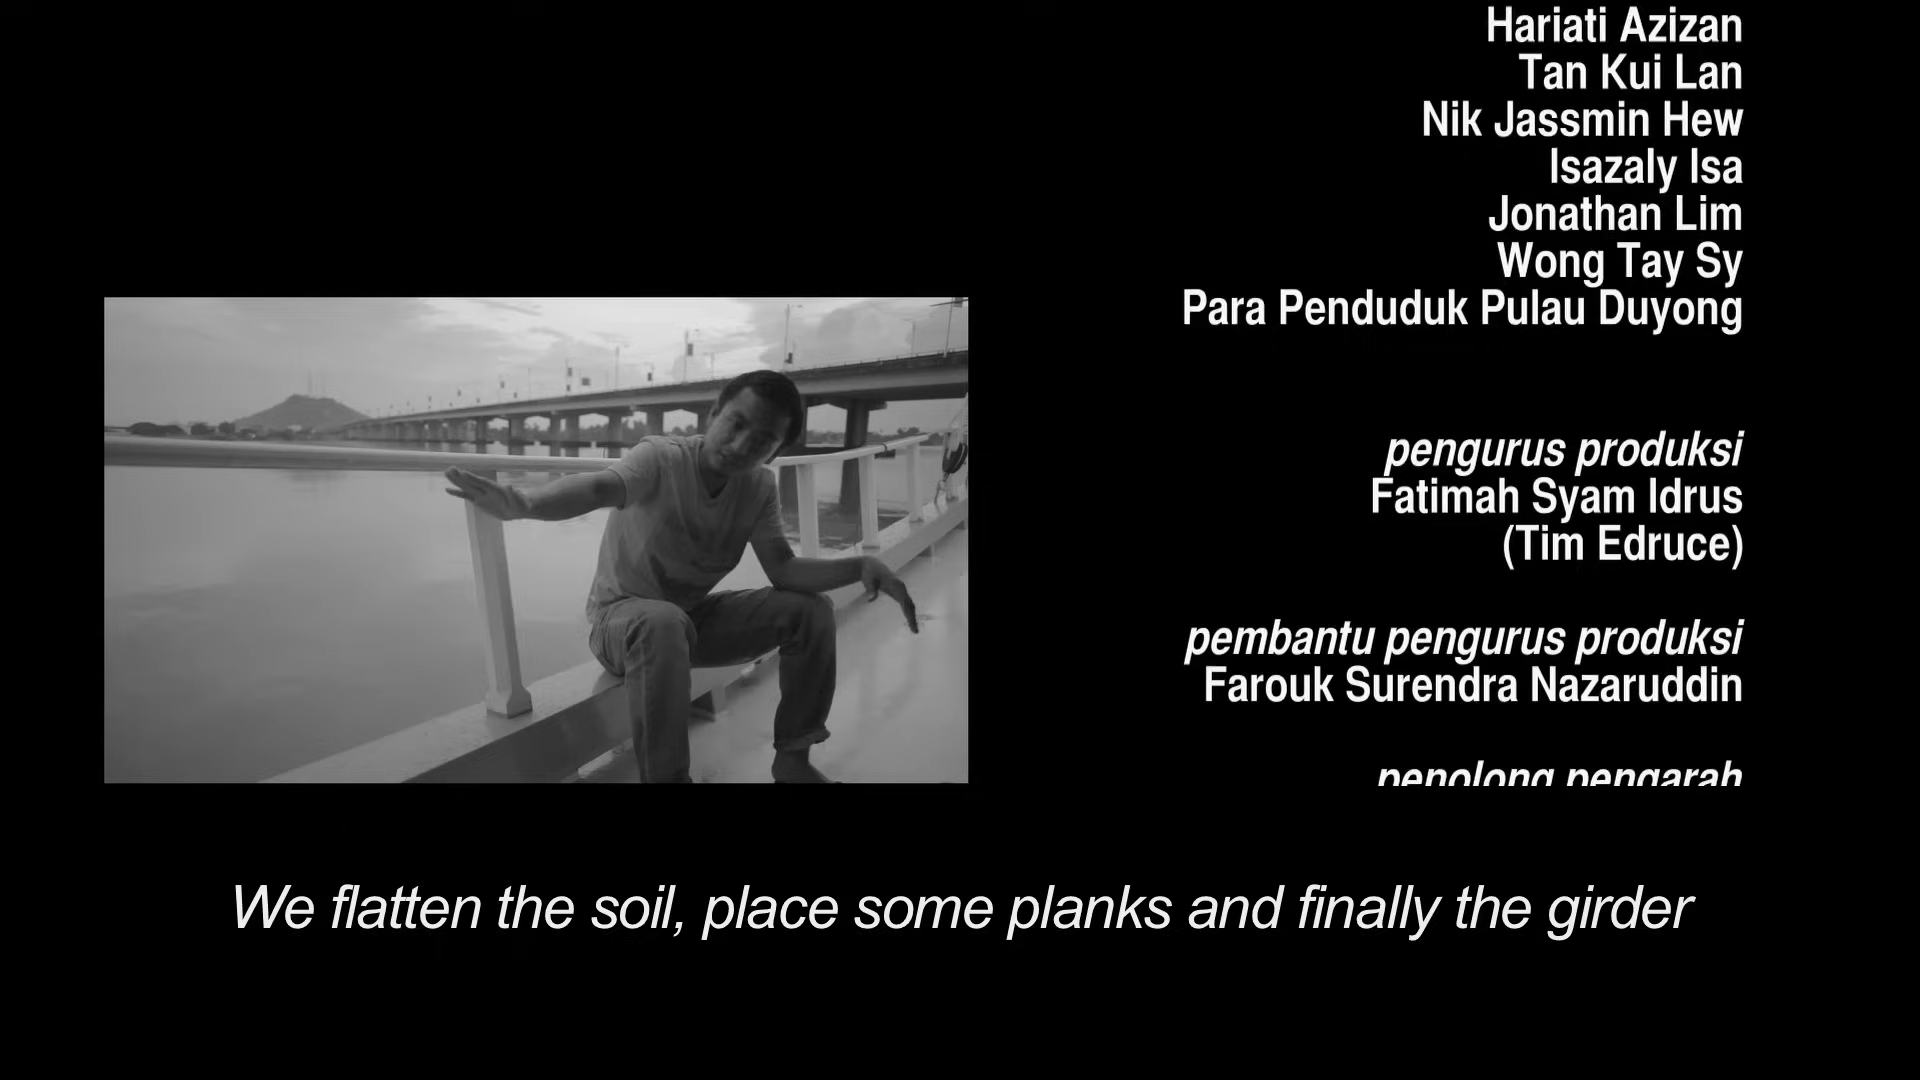 Hariati Azizan
Tan Kui Lan
Nik Jassmin Hew
Isazaly Isa
Jonathan Lim
Wong Tay Sy
Para Penduduk Pulau Duyong
pengurus produksi
Fatimah Syam Idrus
(Tim Edruce)
pembantu pengurus produksi
Farouk Surendra Nazaruddin
penolong pengarah
We flatten the soil, place some planks and finally the girder